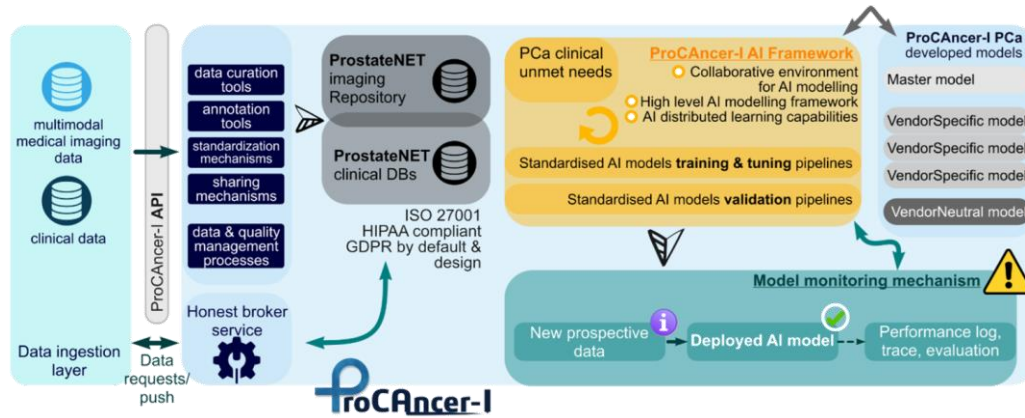 multimodal
medical imaging
data
clinical data
Data ingestion
layer
ProCAncer-I API
Data
requests/
push
data curation
tools
annotation
tools
standardization
mechanisms
sharing
mechanisms
data & quality
management
processes
Honest broker
service
ProstateNET
imaging
Repository
ProstateNET
clinical DBs
ISO 27001
HIPAA compliant
GDPR by default &
design
ProCAncer-I
PCa clinical
unmet needs
ProCAncer-I AI Framework
Collaborative environment
for AI modelling
High level AI modelling framework
AI distributed learning capabilities
Standardised AI models training & tuning pipelines
Standardised AI models validation pipelines
ProCAncer-I PCa
developed models
Master model
VendorSpecific model
VendorSpecific model
VendorSpecific model
VendorNeutral model
Model monitoring mechanism
New prospective
data
i
Deployed AI model
Performance log,
trace, evaluation